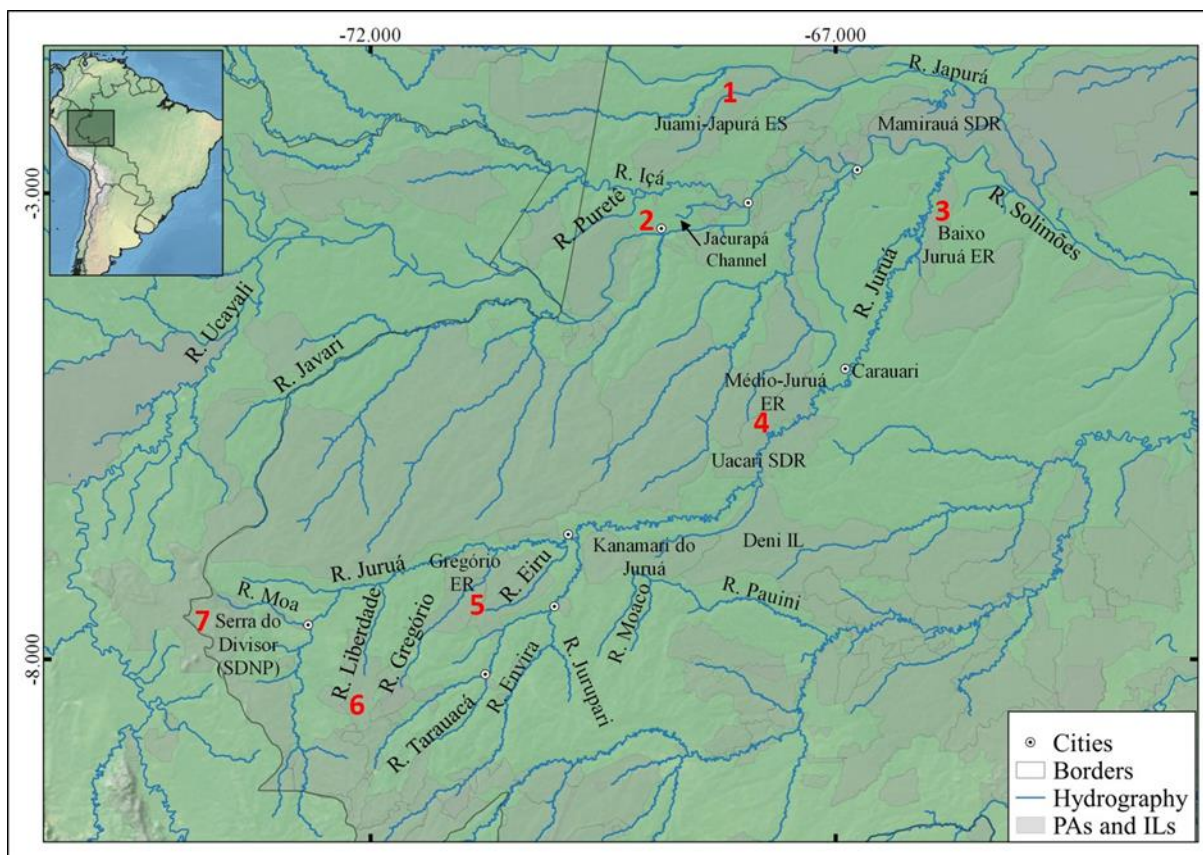 -72.000
-67.000
R. Japurá
1
Juami-Japurá ES
Mamirauá SDR
-3.000
R. Içá
R. Pureté
2
Jacurapá
Channel
3
Baixo
Juruá ER
R. Solimões
R. Juruá
R. Ucayali
R. Javari
Carauari
Médio-Juruá
ER
4
Uacari SDR
Deni IL
Kanamari do
Juruá
R. Juruá
Gregório
ER
5
R. Eiru
R. Moa
7
Serra do
Divisor
(SDNP)
R. Liberdade
R. Gregório
6
R. Tarauacá
R. Envira
R. Jurupari
R. Moaco
R. Pauini
-8.000
Cities
Borders
Hydrography
PAs and ILs